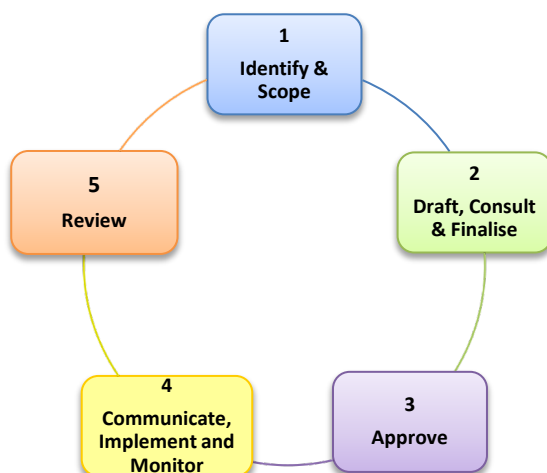 1
Identify &
Scope
2
Draft, Consult
& Finalise
3
Approve
4
Communicate,
Implement and
Monitor
5
Review